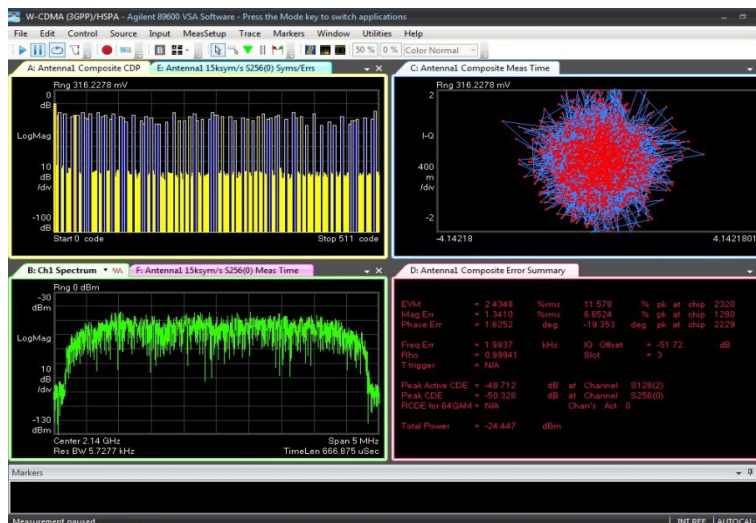 W-CDMA (3GPP)/HSPA - Agilent 89600 VSA Software - Press the Mode key to switch applications
File Edit Control Source Input MeasSetup Trace Markers Window Utilities Help
50 % 0 % Color Normal
A: Antenna1 Composite CDP E: Antenna1 15ksym/s S256(0) Syms/Errs
Rng 316.2278 mV
0
dB
LogMag
10
dB
/div
-100
dB
Start 0 code Stop 511 code
C: Antenna1 Composite Meas Time
Rng 316.2278 mV
2
I-Q
400
m
/div
-2
-4.14218 4.1421801
B: Ch1 Spectrum F: Antenna1 15ksym/s S256(0) Meas Time
Rng 0 dBm
-30
dBm
LogMag
10
dB
/div
-130
dBm
Center 2.14 GHz Span 5 MHz
Res BW 5.7277 kHz TimeLen 666.875 uSec
D: Antenna1 Composite Error Summary
EVM = 2.4348 %rms 11.578 % pk at chip 2320
Mag Err = 1.3410 %rms 6.6524 % pk at chip 1280
Phase Err = 1.6252 deg -19.353 deg pk at chip 2229
Freq Err = 1.9937 kHz IQ Offset = -51.72 dB
Rho = 0.99941 Slot = 3
T trigger = N/A
Peak Active CDE = -48.712 dB at Channel S128(2)
Peak CDE = -50.328 dB at Channel S256(0)
RCDE for 64QAM = N/A Chan's Act 0
Total Power = -24.447 dBm
Markers
Measurement paused INT REF AUTOCAL